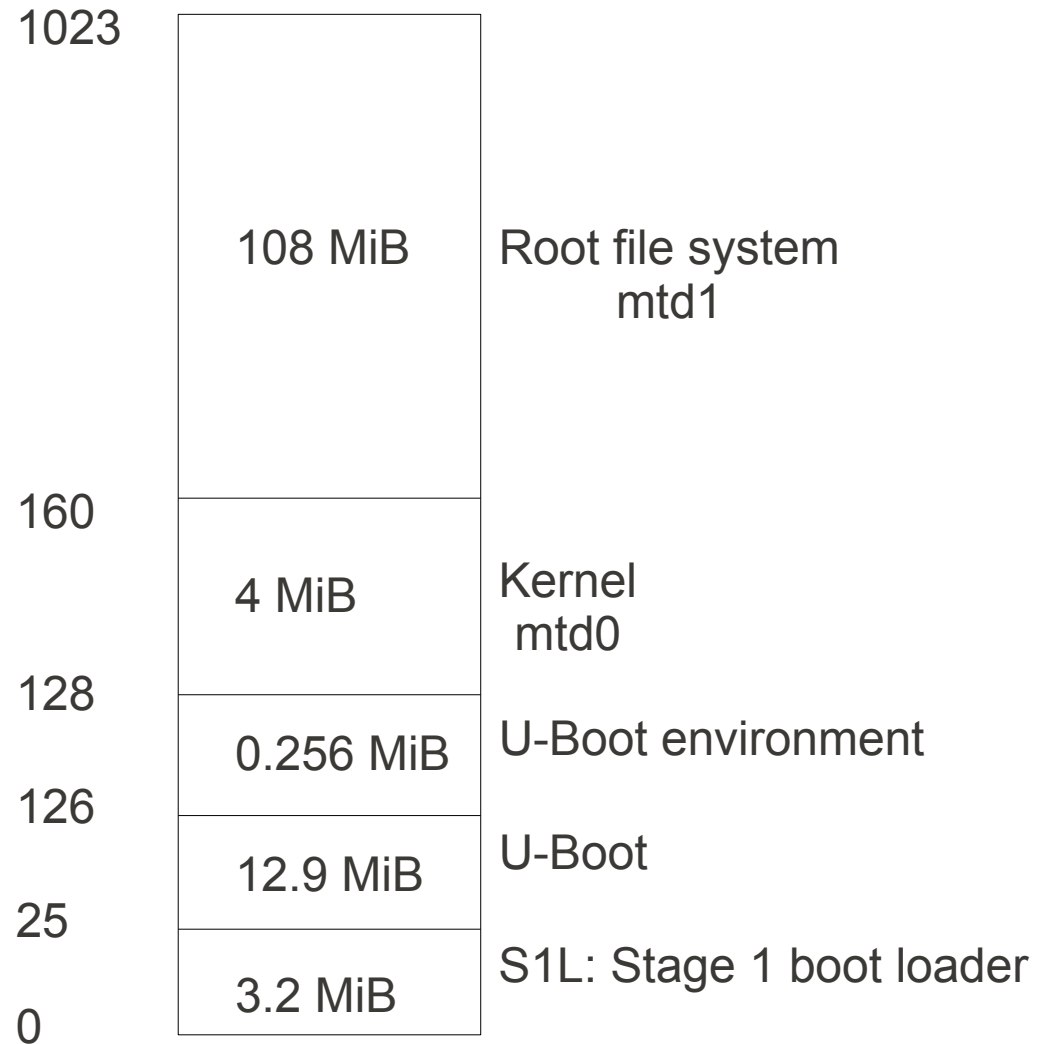 1023
108 MiB
Root file system
mtd1
160
4 MiB
Kernel
mtd0
128
0.256 MiB
U-Boot environment
126
12.9 MiB
U-Boot
25
3.2 MiB
S1L: Stage 1 boot loader
0